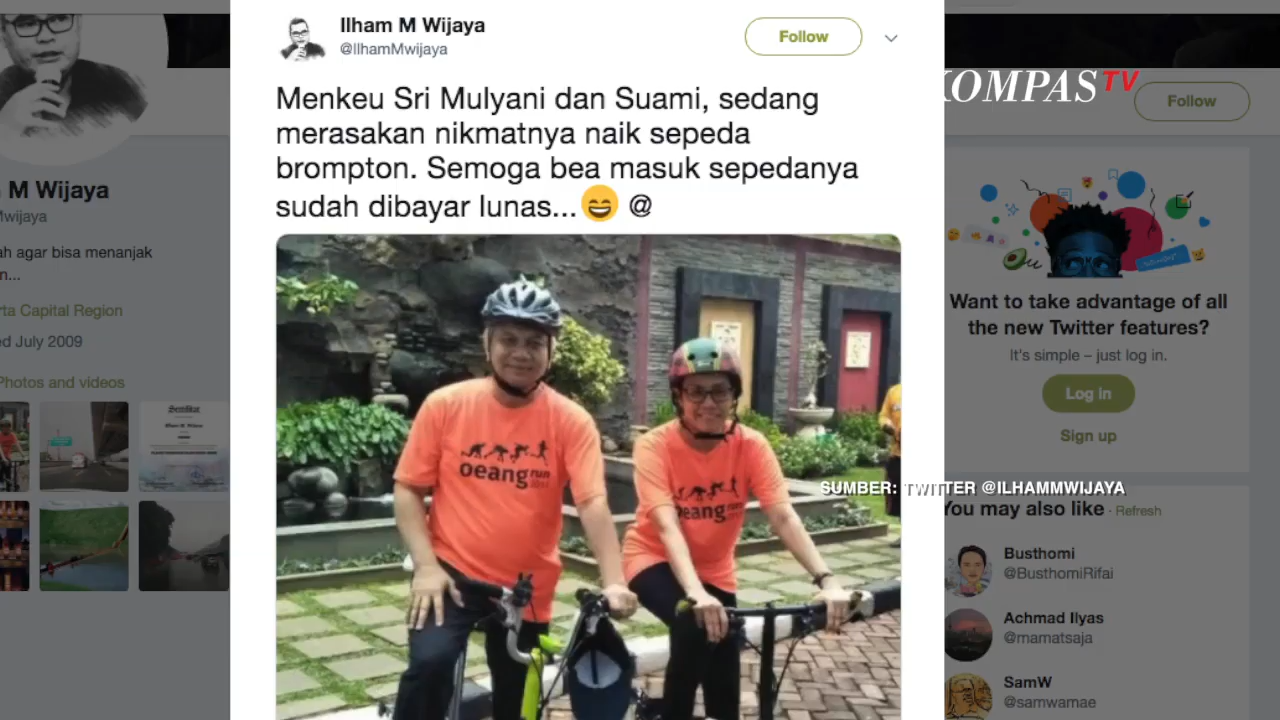 Ilham M Wijaya
@IlhamMwijaya
Follow
Menkeu Sri Mulyani dan Suami, sedang
merasakan nikmatnya naik sepeda
brompton. Semoga bea masuk sepedanya
sudah dibayar lunas...😄 @
oeang run
oeang run
M Wijaya
Mwijaya
ah agar bisa menanjak
n...
rta Capital Region
ed July 2009
Photos and videos
Sertifikat
KOMPAS TV
Follow
Want to take advantage of all
the new Twitter features?
It's simple – just log in.
Log in
Sign up
SUMBER: TWITTER @ILHAMMWIJAYA
You may also like · Refresh
Busthomi
@BusthomiRifai
Achmad Ilyas
@mamatsaja
SamW
@samwamae